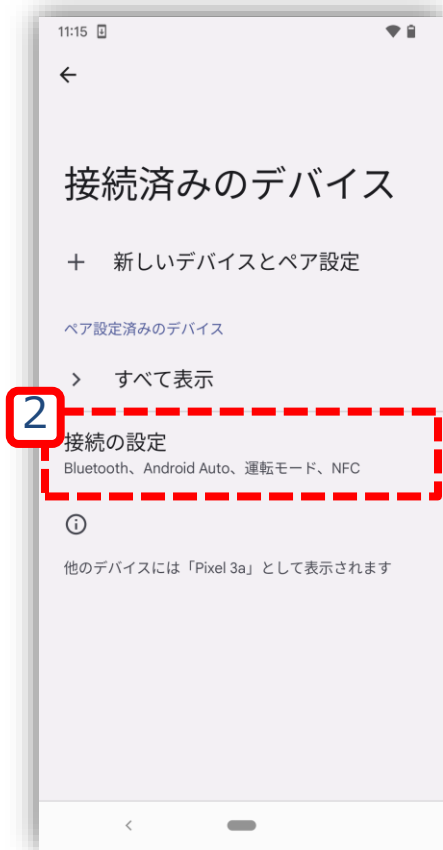 11:15
接続済みのデバイス
新しいデバイスとペア設定
ペア設定済みのデバイス
すべて表示
2
接続の設定
Bluetooth、Android Auto、運転モード、NFC
他のデバイスには「Pixel 3a」として表示されます